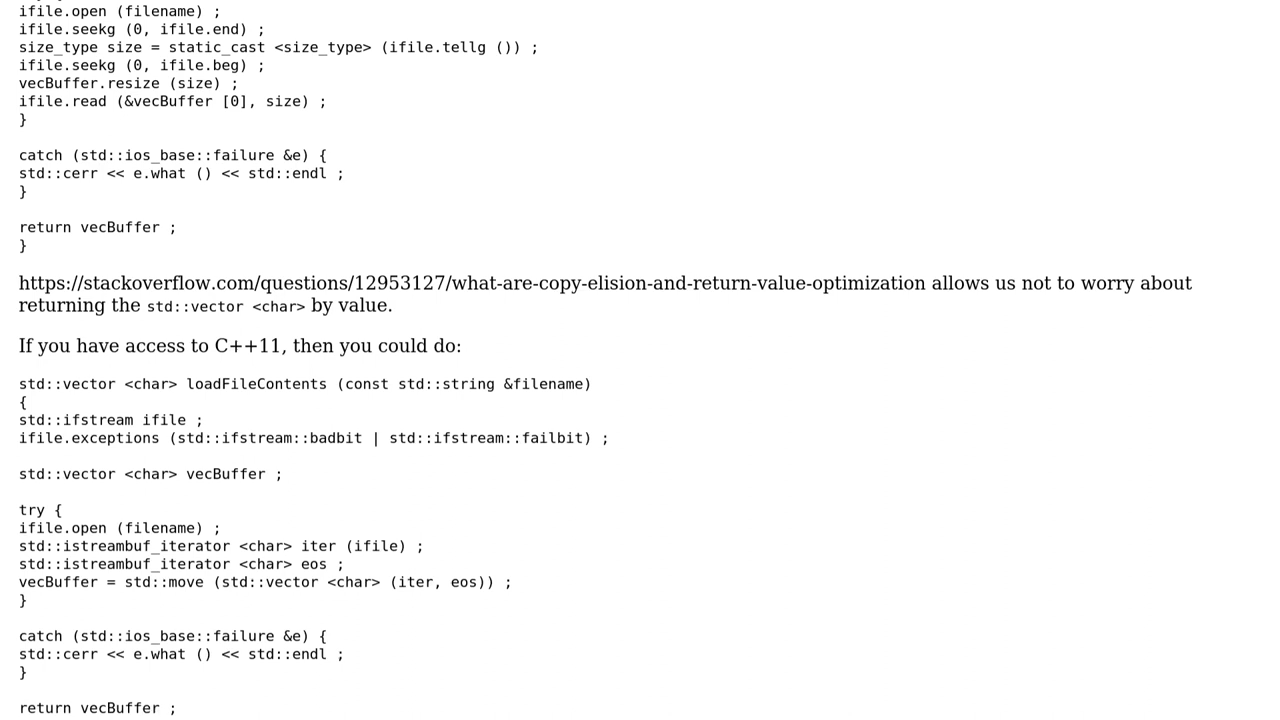 ifile.open (filename) ;
ifile.seekg (0, ifile.end) ;
size_type size = static_cast <size_type> (ifile.tellg ()) ;
ifile.seekg (0, ifile.beg) ;
vecBuffer.resize (size) ;
ifile.read (&vecBuffer [0], size) ;
}
catch (std::ios_base::failure &e) {
std::cerr << e.what () << std::endl ;
}
return vecBuffer ;
}
https://stackoverflow.com/questions/12953127/what-are-copy-elision-and-return-value-optimization allows us not to worry about
returning the std::vector <char> by value.
If you have access to C++11, then you could do:
std::vector <char> loadFileContents (const std::string &filename)
{
std::ifstream ifile ;
ifile.exceptions (std::ifstream::badbit | std::ifstream::failbit) ;
std::vector <char> vecBuffer ;
try {
ifile.open (filename) ;
std::istreambuf_iterator <char> iter (ifile) ;
std::istreambuf_iterator <char> eos ;
vecBuffer = std::move (std::vector <char> (iter, eos)) ;
}
catch (std::ios_base::failure &e) {
std::cerr << e.what () << std::endl ;
}
return vecBuffer ;